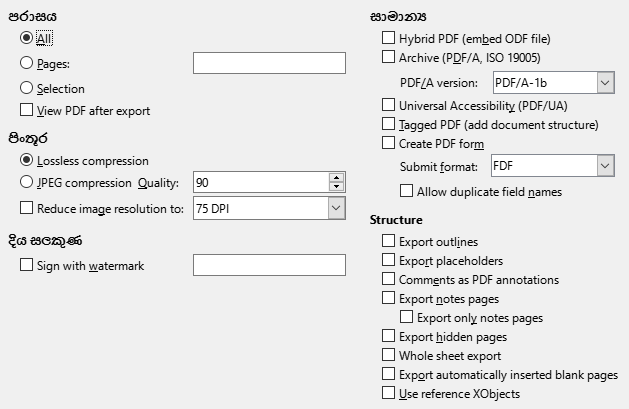 පරාසය
All
Pages:
Selection
View PDF after export
පින්තූර
Lossless compression
JPEG compression Quality: 90
Reduce image resolution to: 75 DPI
දිය සලකුණ
Sign with watermark
සාමාන්‍ය
Hybrid PDF (embed ODF file)
Archive (PDF/A, ISO 19005)
PDF/A version: PDF/A-1b
Universal Accessibility (PDF/UA)
Tagged PDF (add document structure)
Create PDF form
Submit format: FDF
Allow duplicate field names
Structure
Export outlines
Export placeholders
Comments as PDF annotations
Export notes pages
Export only notes pages
Export hidden pages
Whole sheet export
Export automatically inserted blank pages
Use reference XObjects